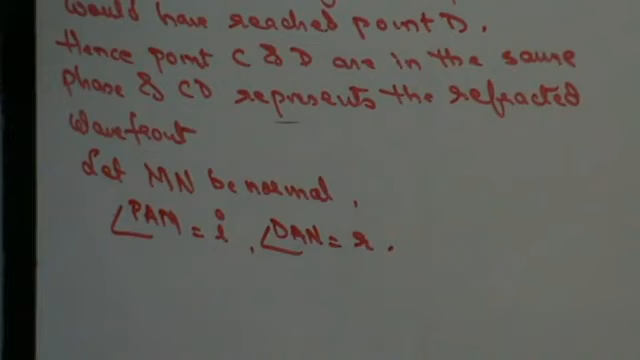 would have reached point D.
Hence point C & D are in the same
phase & CD represents the refracted
wavefront
Let MN be normal.
∠PAM = i, ∠DAN = r.